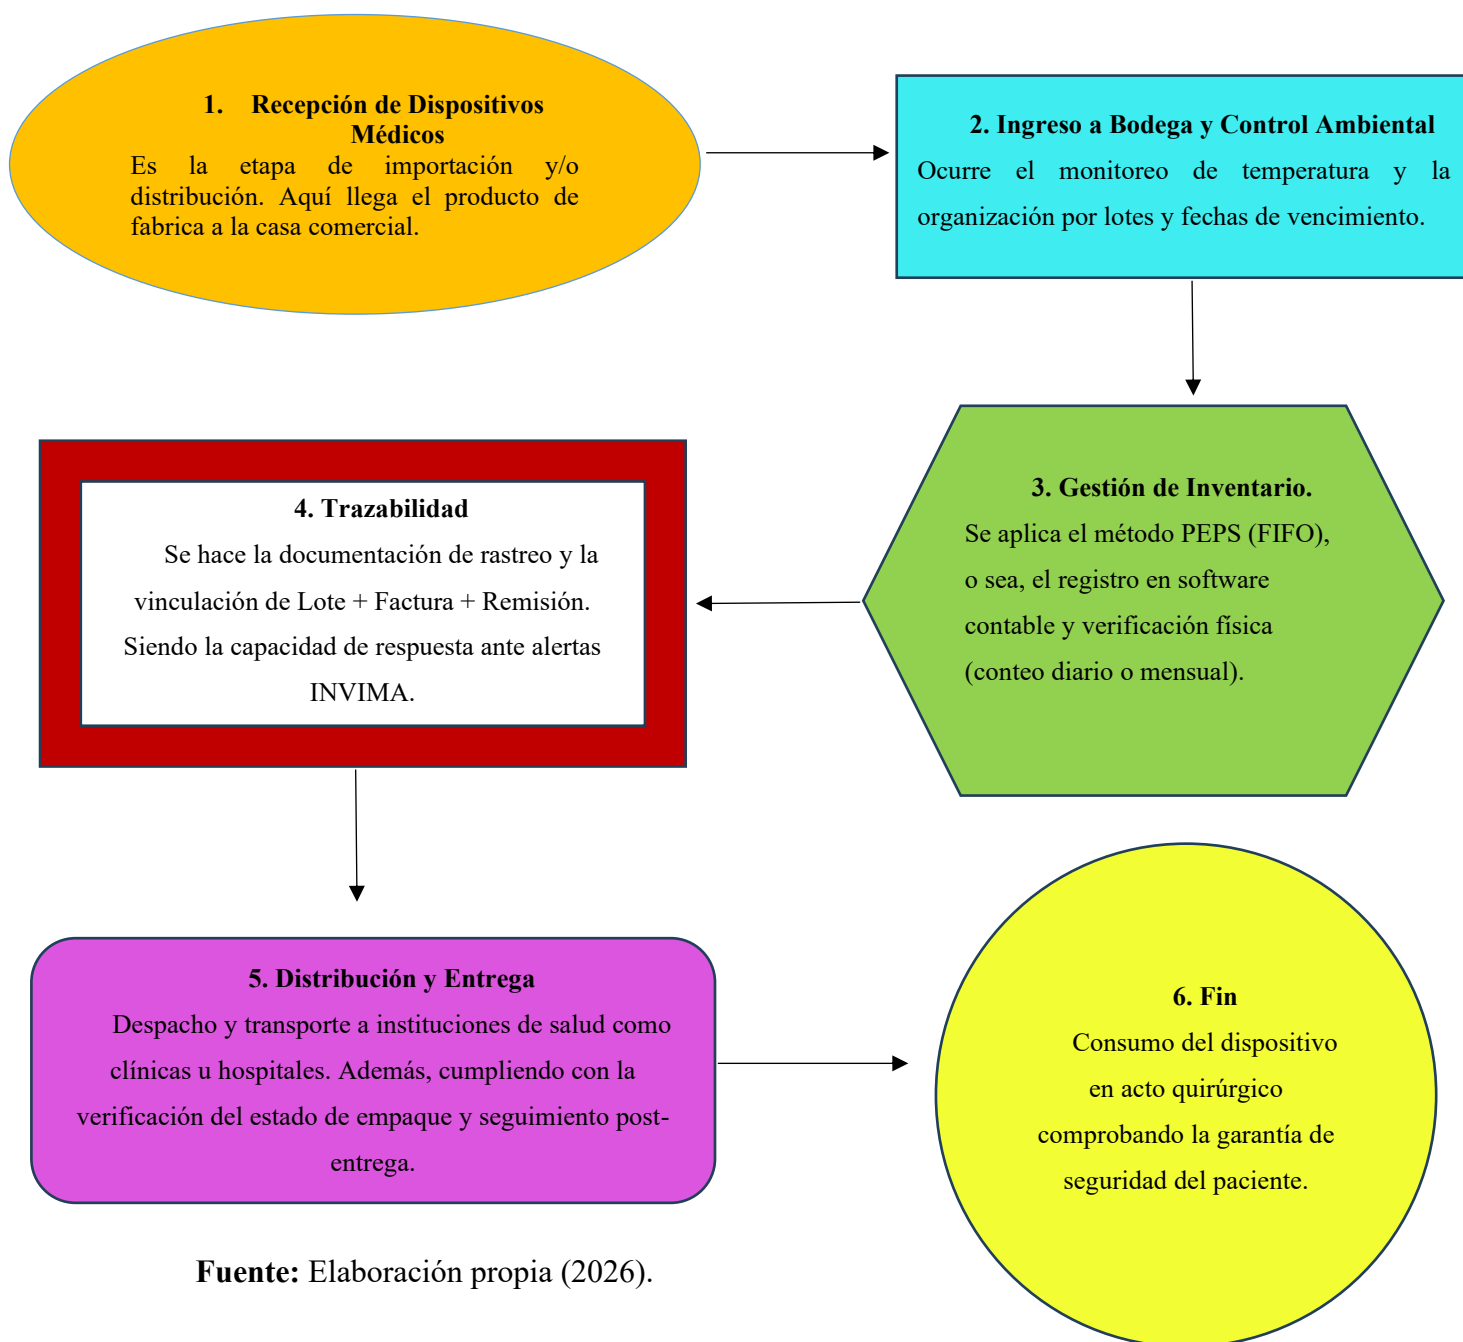 1. Recepción de Dispositivos
Médicos
Es la etapa de importación y/o
distribución. Aquí llega el producto de
fabrica a la casa comercial.
2. Ingreso a Bodega y Control Ambiental
Ocurre el monitoreo de temperatura y la
organización por lotes y fechas de vencimiento.
3. Gestión de Inventario.
Se aplica el método PEPS (FIFO),
o sea, el registro en software
contable y verificación física
(conteo diario o mensual).
4. Trazabilidad
Se hace la documentación de rastreo y la
vinculación de Lote + Factura + Remisión.
Siendo la capacidad de respuesta ante alertas
INVIMA.
5. Distribución y Entrega
Despacho y transporte a instituciones de salud como
clínicas u hospitales. Además, cumpliendo con la
verificación del estado de empaque y seguimiento post-
entrega.
6. Fin
Consumo del dispositivo
en acto quirúrgico
comprobando la garantía de
seguridad del paciente.
Fuente: Elaboración propia (2026).